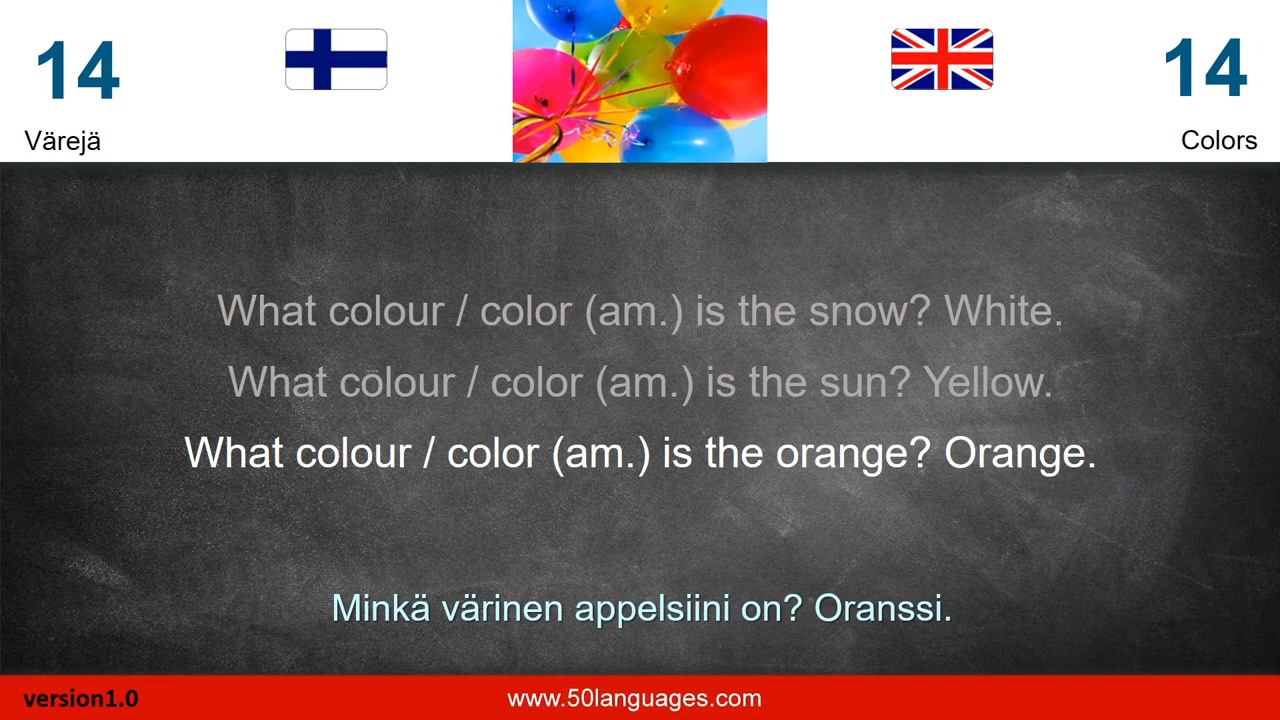 14
14
Värejä
Colors
What colour / color (am.) is the snow? White.
What colour / color (am.) is the sun? Yellow.
What colour / color (am.) is the orange? Orange.
Minkä värinen appelsiini on? Oranssi.
version1.0
www.50languages.com